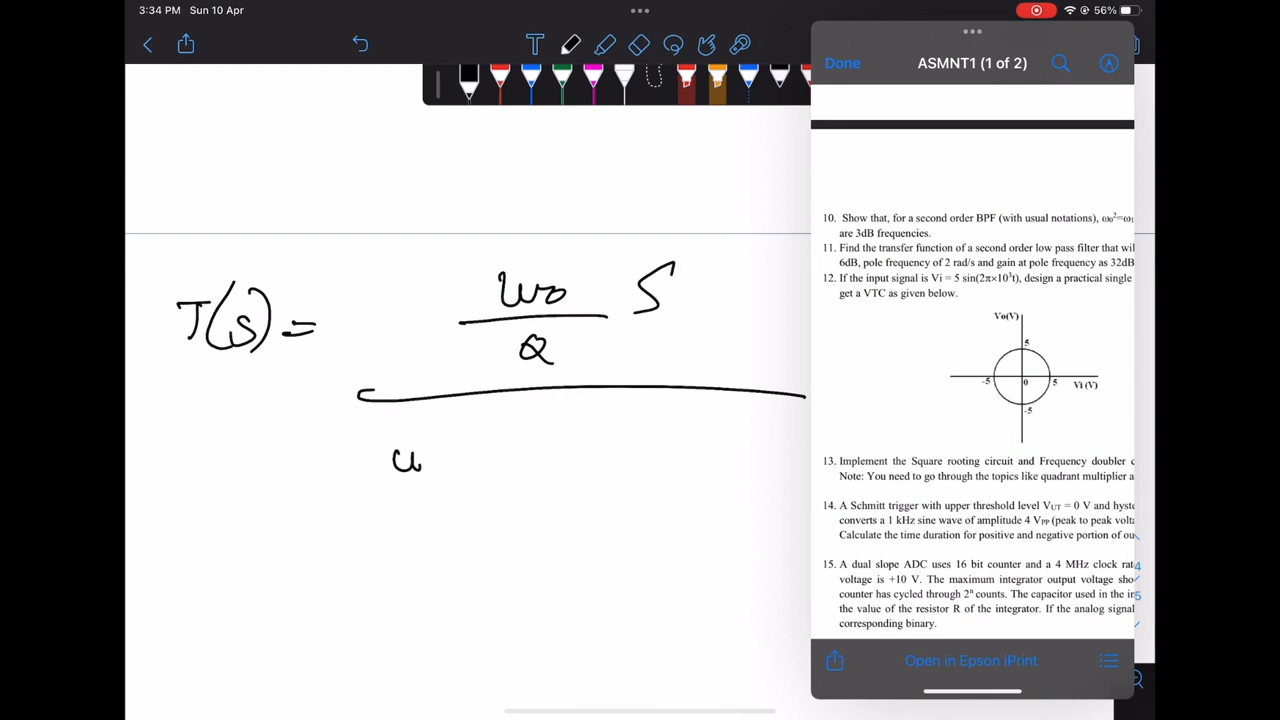 3:34 PM Sun 10 Apr
56%
T
Done
ASMNT1 (1 of 2)
10. Show that, for a second order BPF (with usual notations), ω₀²=ω₁
are 3dB frequencies.
11. Find the transfer function of a second order low pass filter that wil
6dB, pole frequency of 2 rad/s and gain at pole frequency as 32dB
12. If the input signal is Vi = 5 sin(2π×10³t), design a practical single
get a VTC as given below.
Vo(V)
5
-5 0 5 Vi (V)
-5
13. Implement the Square rooting circuit and Frequency doubler c
Note: You need to go through the topics like quadrant multiplier a
14. A Schmitt trigger with upper threshold level V_UT = 0 V and hyste
converts a 1 kHz sine wave of amplitude 4 V_PP (peak to peak volta
Calculate the time duration for positive and negative portion of ou
15. A dual slope ADC uses 16 bit counter and a 4 MHz clock rat
voltage is +10 V. The maximum integrator output voltage sho
counter has cycled through 2ⁿ counts. The capacitor used in the in
the value of the resistor R of the integrator. If the analog signal
corresponding binary.
4
5
Open in Epson iPrint
ω₀ S
T(s) =
Q